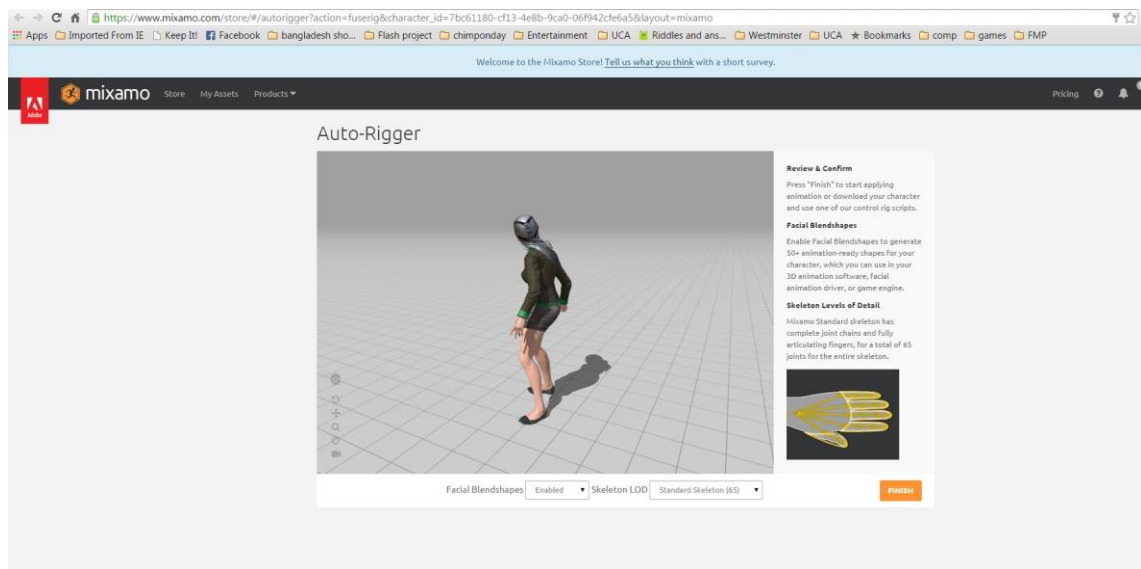 https://www.mixamo.com/store/#/autorigger?action=fuserig&character_id=7bc61180-cf13-4e8b-9ca0-06f942cfe6a5&layout=mixamo
Apps Imported From IE Keep It! Facebook bangladesh sho... Flash project chimponday Entertainment UCA Riddles and ans... Westminster UCA Bookmarks comp games FMP
Welcome to the Mixamo Store! Tell us what you think with a short survey.
Adobe mixamo Store My Assets Products Pricing
Auto-Rigger
Review & Confirm
Press "Finish" to start applying
animation or download your character
and use one of our control rig scripts.
Facial Blendshapes
Enable Facial Blendshapes to generate
50+ animation-ready shapes for your
character, which you can use in your
3D animation software, facial
animation driver, or game engine.
Skeleton Levels of Detail
Mixamo Standard skeleton has
complete joint chains and fully
articulating fingers, for a total of 65
joints for the entire skeleton.
Facial Blendshapes Enabled Skeleton LOD Standard Skeleton (65) FINISH